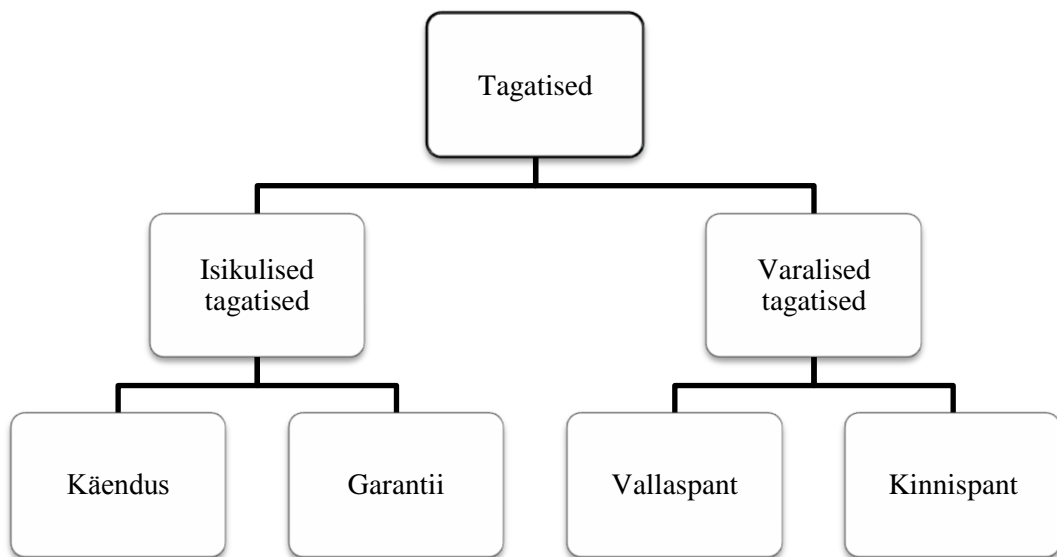 Tagatised
Isikulised
tagatised
Varalised
tagatised
Käendus
Garantii
Vallaspant
Kinnispant